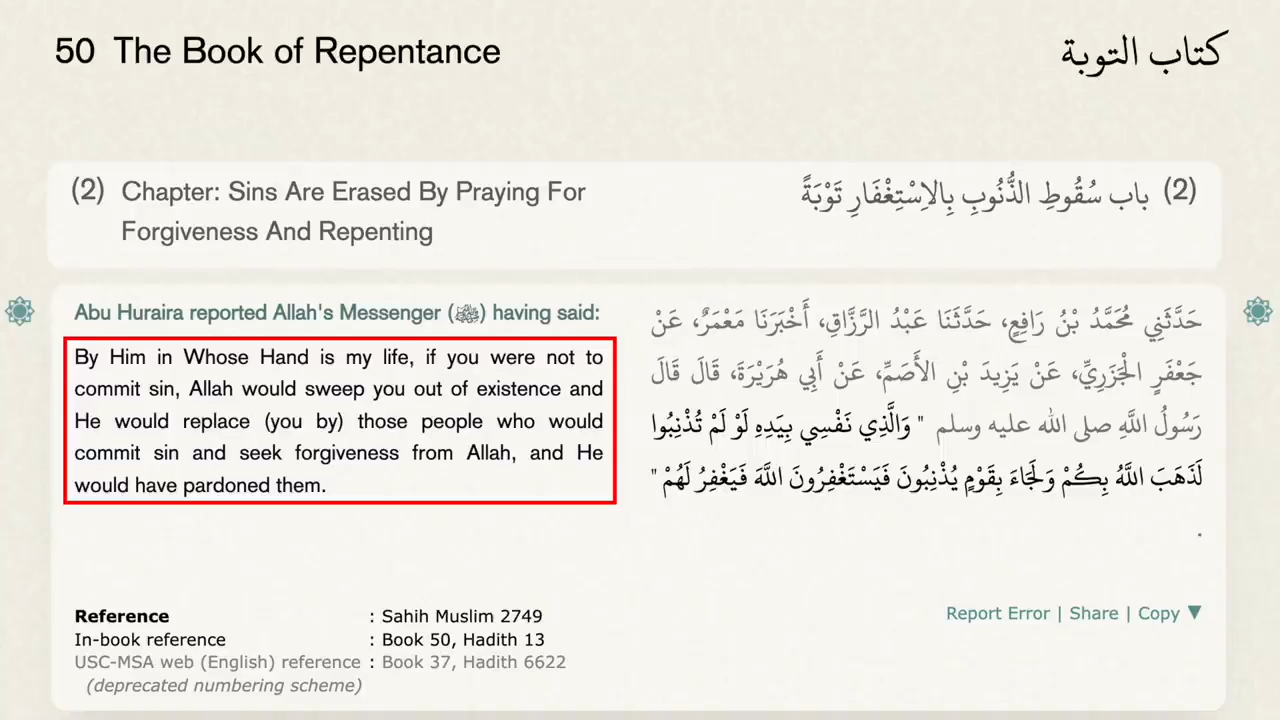 50 The Book of Repentance
كتاب التوبة
(2) Chapter: Sins Are Erased By Praying For
Forgiveness And Repenting
(2) باب سُقُوطِ الذُّنُوبِ بِالاِسْتِغْفَارِ تَوْبَةً
Abu Huraira reported Allah's Messenger (ﷺ) having said:
By Him in Whose Hand is my life, if you were not to
commit sin, Allah would sweep you out of existence and
He would replace (you by) those people who would
commit sin and seek forgiveness from Allah, and He
would have pardoned them.
حَدَّثَنِي مُحَمَّدُ بْنُ رَافِعٍ، حَدَّثَنَا عَبْدُ الرَّزَّاقِ، أَخْبَرَنَا مَعْمَرٌ، عَنْ
جَعْفَرٍ الْجَزَرِيِّ، عَنْ يَزِيدَ بْنِ الأَصَمِّ، عَنْ أَبِي هُرَيْرَةَ، قَالَ قَالَ
رَسُولُ اللَّهِ صلى الله عليه وسلم " وَالَّذِي نَفْسِي بِيَدِهِ لَوْ لَمْ تُذْنِبُوا
لَذَهَبَ اللَّهُ بِكُمْ وَلَجَاءَ بِقَوْمٍ يُذْنِبُونَ فَيَسْتَغْفِرُونَ اللَّهَ فَيَغْفِرُ لَهُمْ "
.
Reference : Sahih Muslim 2749
In-book reference : Book 50, Hadith 13
USC-MSA web (English) reference : Book 37, Hadith 6622
(deprecated numbering scheme)
Report Error | Share | Copy ▼